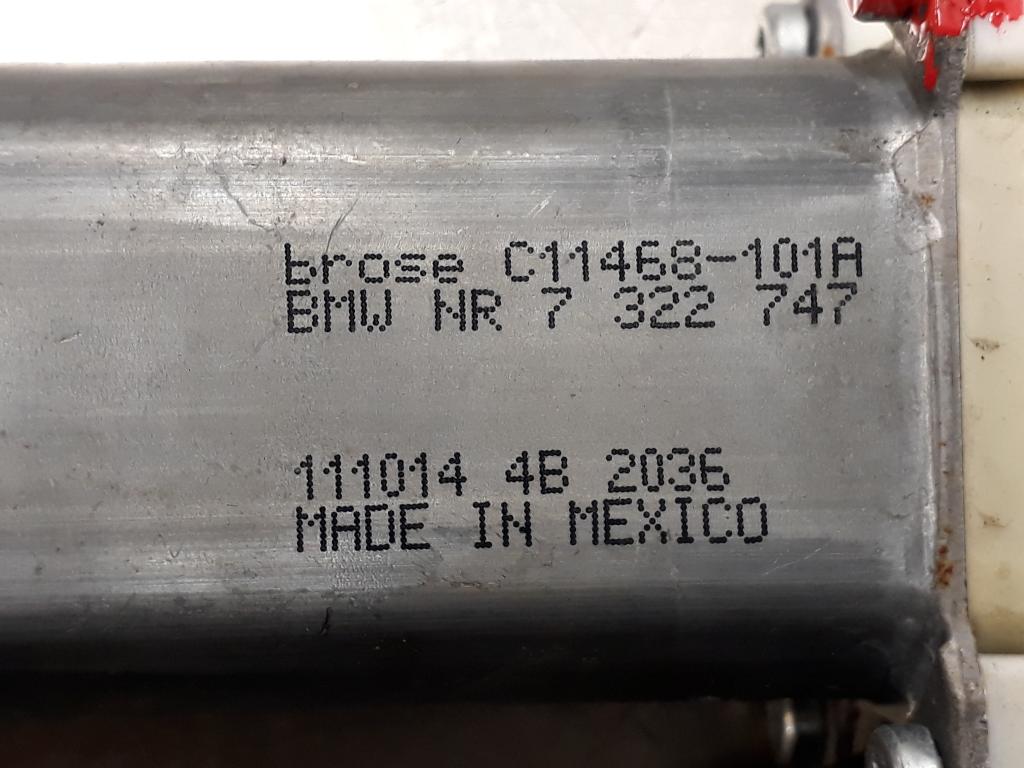 brose C11468-101A
BMW NR 7 322 747
111014 4B 2036
MADE IN MEXICO